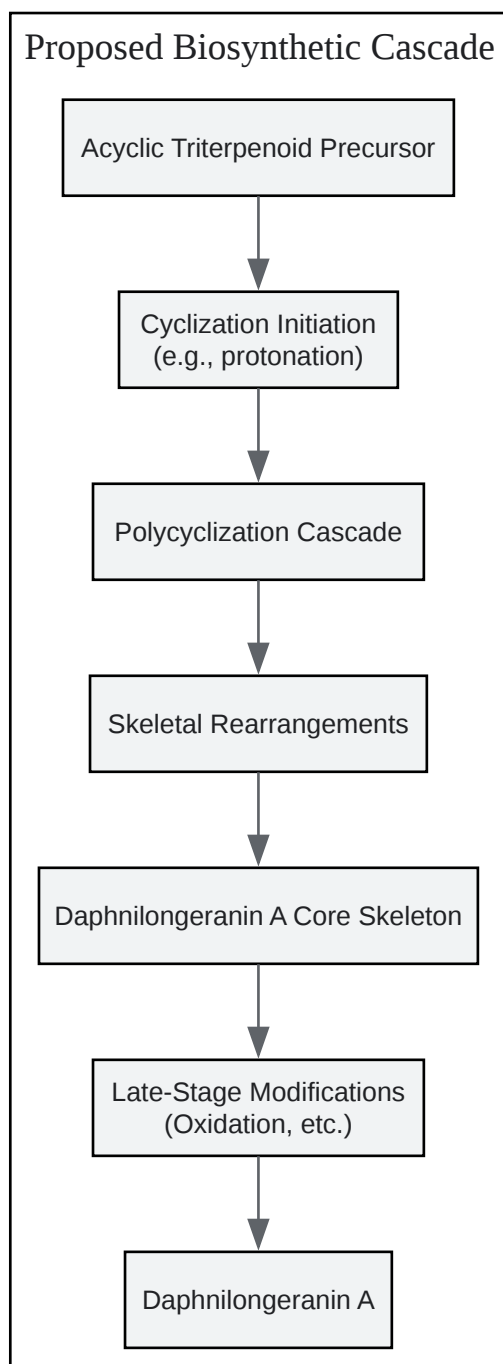 Proposed Biosynthetic Cascade
Acyclic Triterpenoid Precursor
Cyclization Initiation
(e.g., protonation)
Polycyclization Cascade
Skeletal Rearrangements
Daphnilongeranin A Core Skeleton
Late-Stage Modifications
(Oxidation, etc.)
Daphnilongeranin A